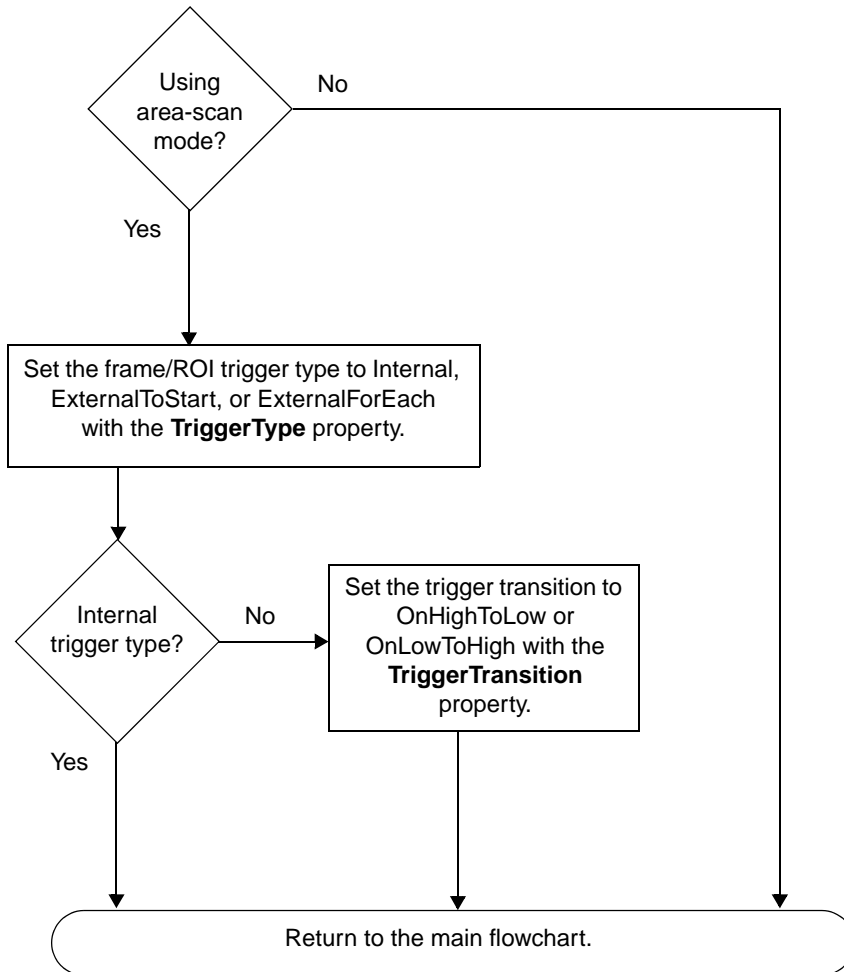 Using
area-scan
mode?
No
Yes
Set the frame/ROI trigger type to Internal,
ExternalToStart, or ExternalForEach
with the TriggerType property.
Internal
trigger type?
No
Set the trigger transition to
OnHighToLow or
OnLowToHigh with the
TriggerTransition
property.
Yes
Return to the main flowchart.